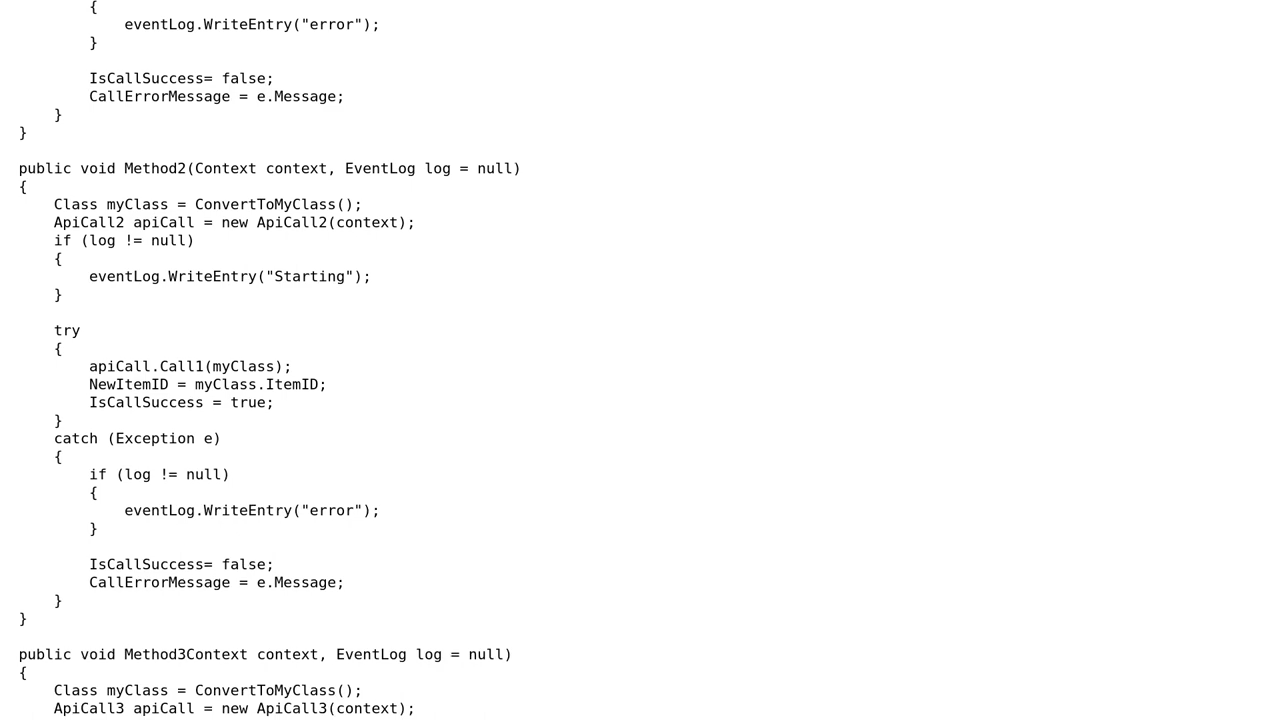 {
eventLog.WriteEntry("error");
}
IsCallSuccess= false;
CallErrorMessage = e.Message;
}
}
public void Method2(Context context, EventLog log = null)
{
Class myClass = ConvertToMyClass();
ApiCall2 apiCall = new ApiCall2(context);
if (log != null)
{
eventLog.WriteEntry("Starting");
}
try
{
apiCall.Call1(myClass);
NewItemID = myClass.ItemID;
IsCallSuccess = true;
}
catch (Exception e)
{
if (log != null)
{
eventLog.WriteEntry("error");
}
IsCallSuccess= false;
CallErrorMessage = e.Message;
}
}
public void Method3Context context, EventLog log = null)
{
Class myClass = ConvertToMyClass();
ApiCall3 apiCall = new ApiCall3(context);